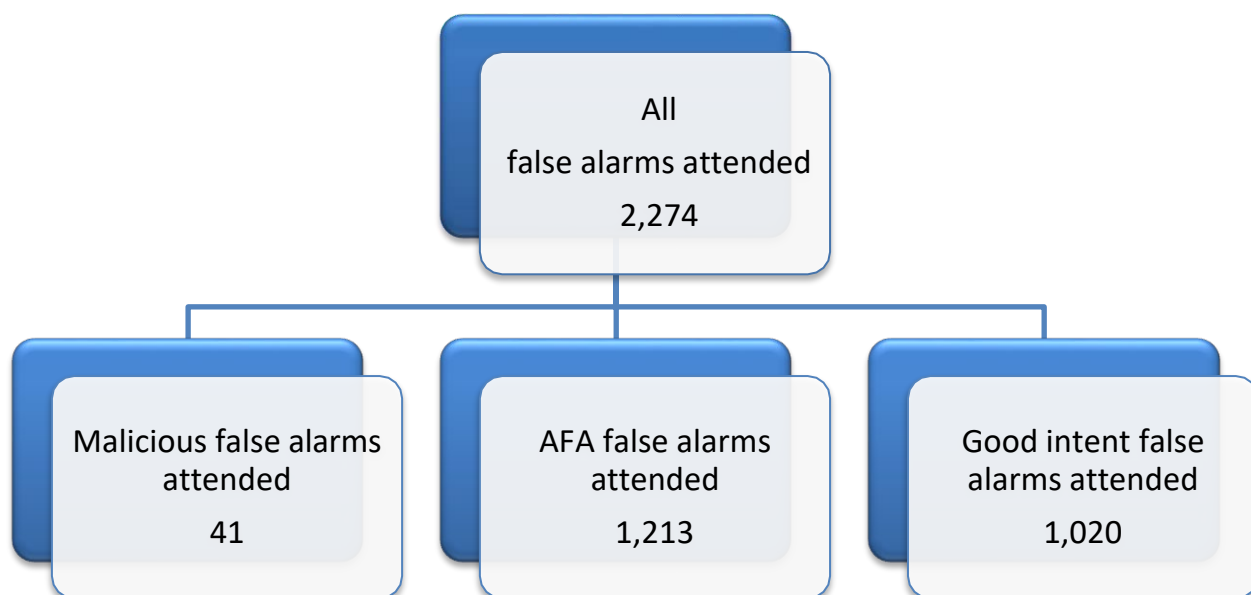 All
false alarms attended
2,274
Malicious false alarms
attended
41
AFA false alarms
attended
1,213
Good intent false
alarms attended
1,020